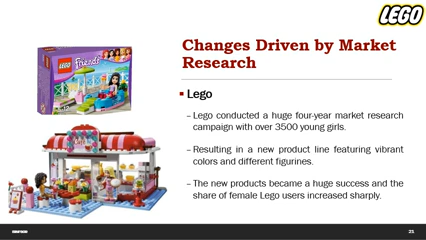 LEGO
Changes Driven by Market
Research
LEGO
Friends
▪ Lego
– Lego conducted a huge four-year market research
campaign with over 3500 young girls.
– Resulting in a new product line featuring vibrant
colors and different figurines.
– The new products became a huge success and the
share of female Lego users increased sharply.
21